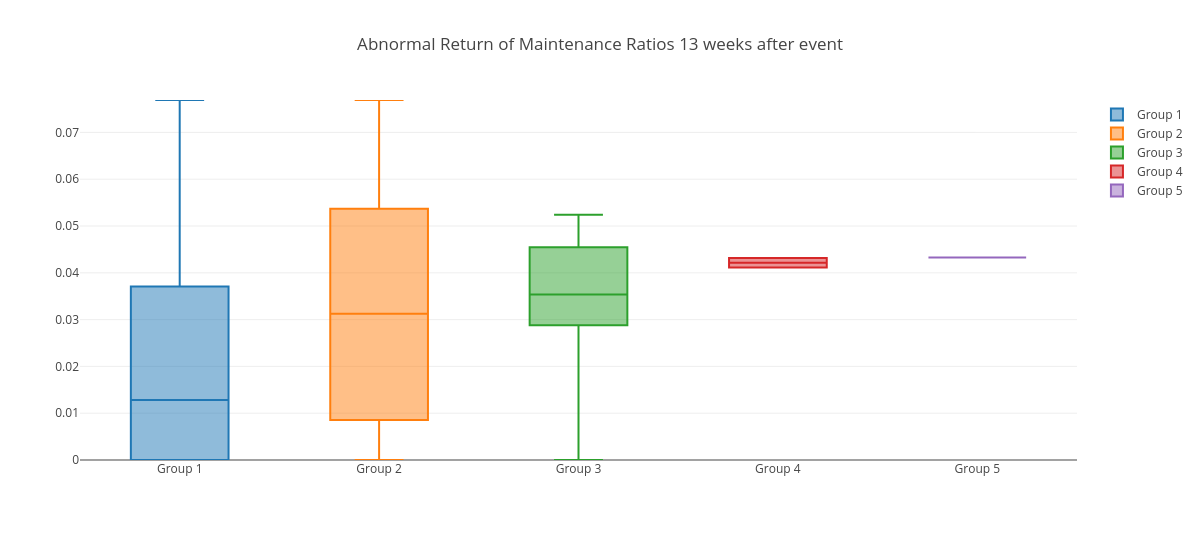 Abnormal Return of Maintenance Ratios 13 weeks after event
0.07
0.06
0.05
0.04
0.03
0.02
0.01
0
Group 1
Group 2
Group 3
Group 4
Group 5
Group 1
Group 2
Group 3
Group 4
Group 5